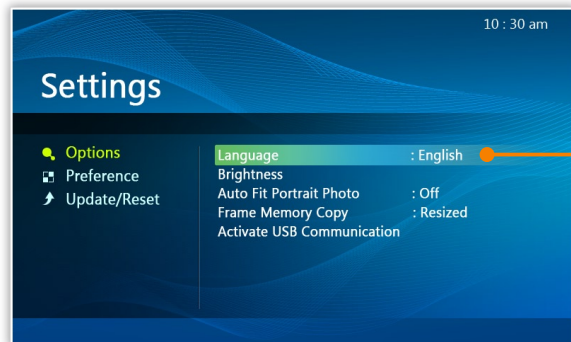 10 : 30 am
Settings
Options
Preference
Update/Reset
Language : English
Brightness
Auto Fit Portrait Photo : Off
Frame Memory Copy : Resized
Activate USB Communication